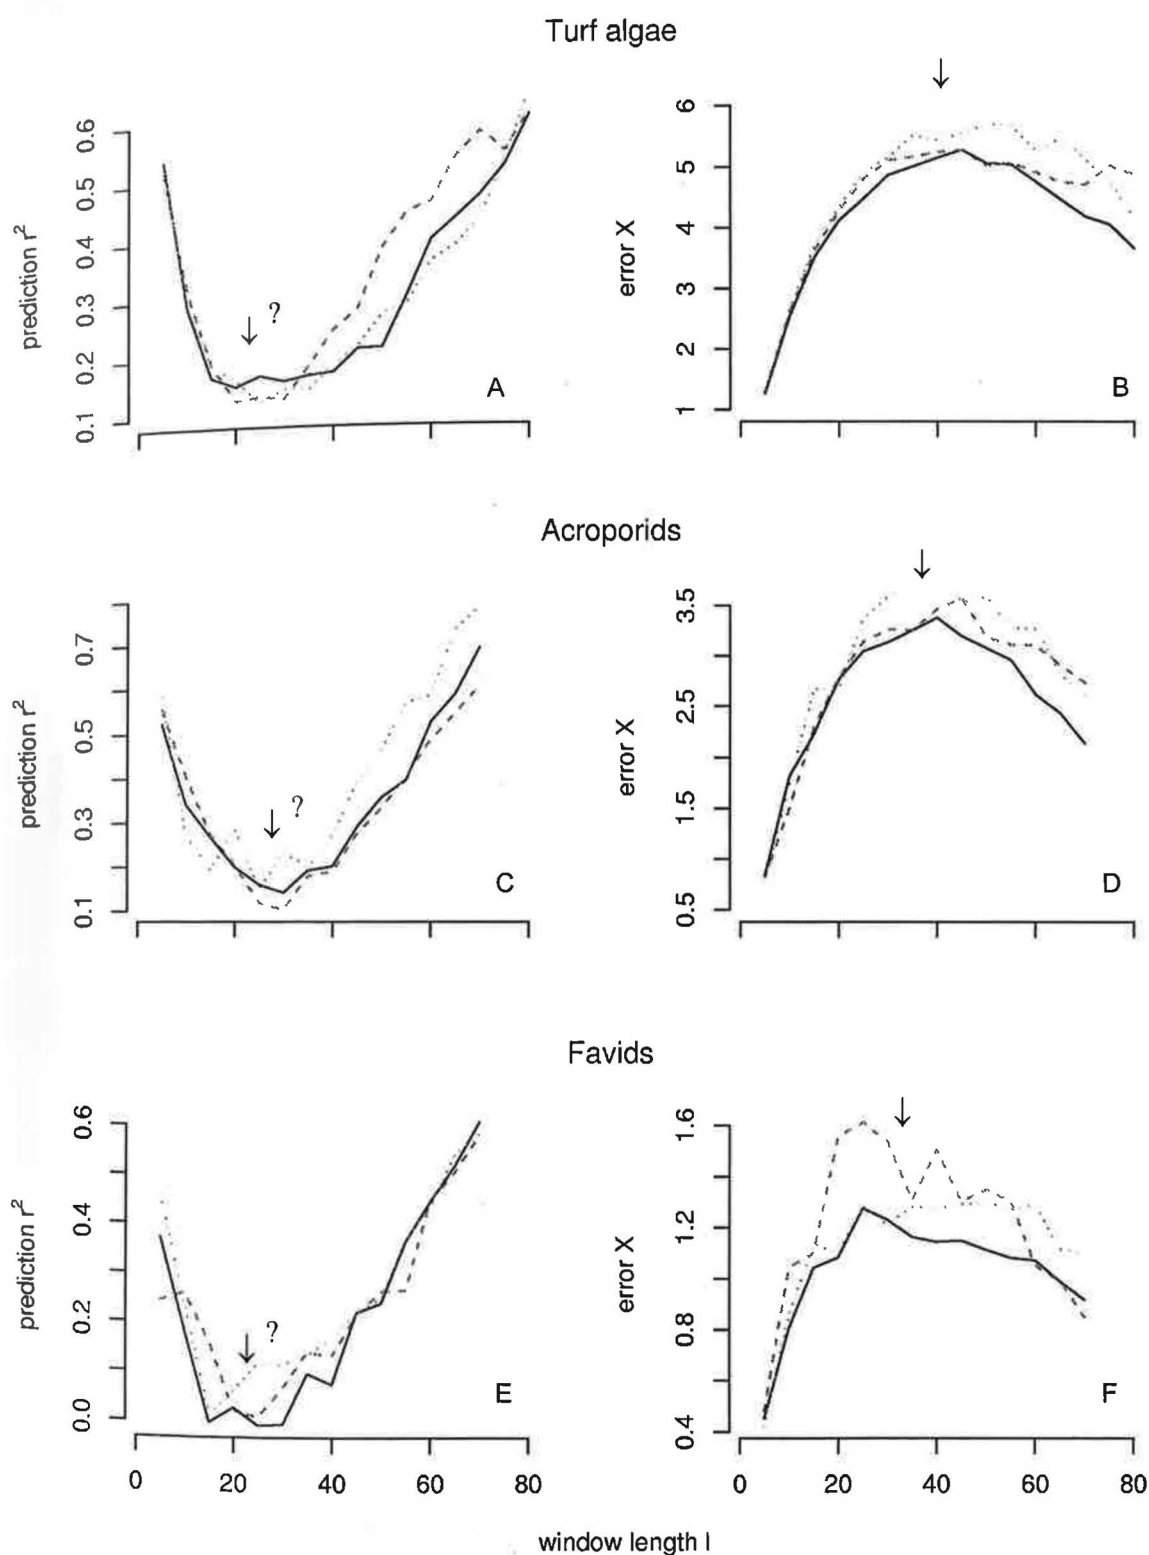 Turf algae
prediction r²
0.1 0.2 0.3 0.4 0.5 0.6
↓ ?
A
error X
1 2 3 4 5 6
↓
B
Acroporids
prediction r²
0.1 0.3 0.5 0.7
↓ ?
C
error X
0.5 1.5 2.5 3.5
↓
D
Favids
prediction r²
0.0 0.2 0.4 0.6
↓ ?
E
0 20 40 60 80
error X
0.4 0.8 1.2 1.6
↓
F
0 20 40 60 80
window length l